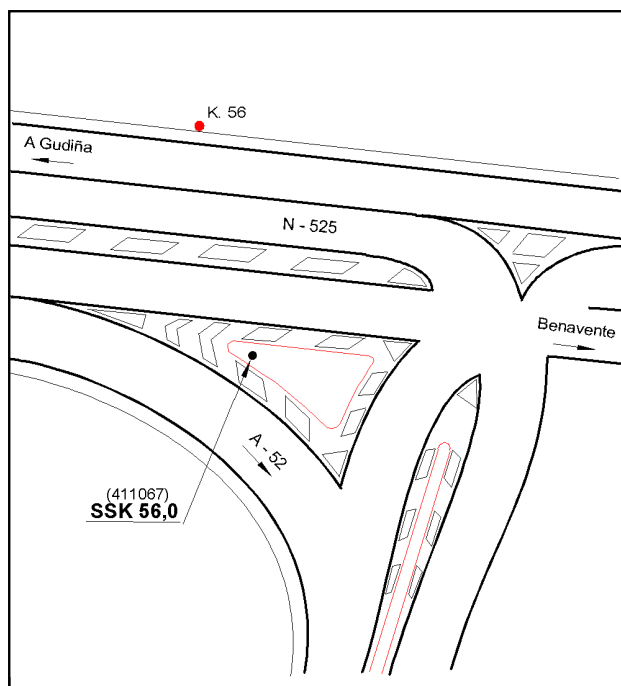 K. 56
A Gudiña
N - 525
Benavente
A - 52
(411067)
SSK 56,0